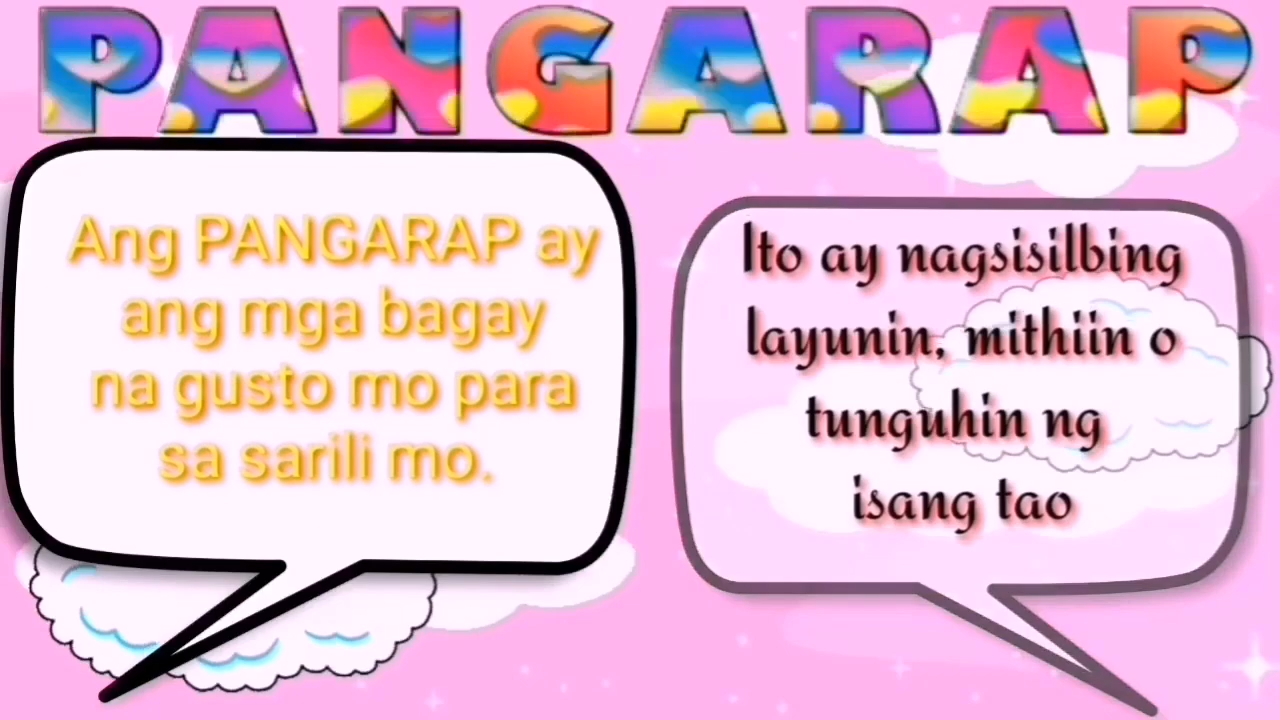 PANGARAP
Ang PANGARAP ay
ang mga bagay
na gusto mo para
sa sarili mo.
Ito ay nagsisilbing
layunin, mithiin o
tunguhin ng
isang tao